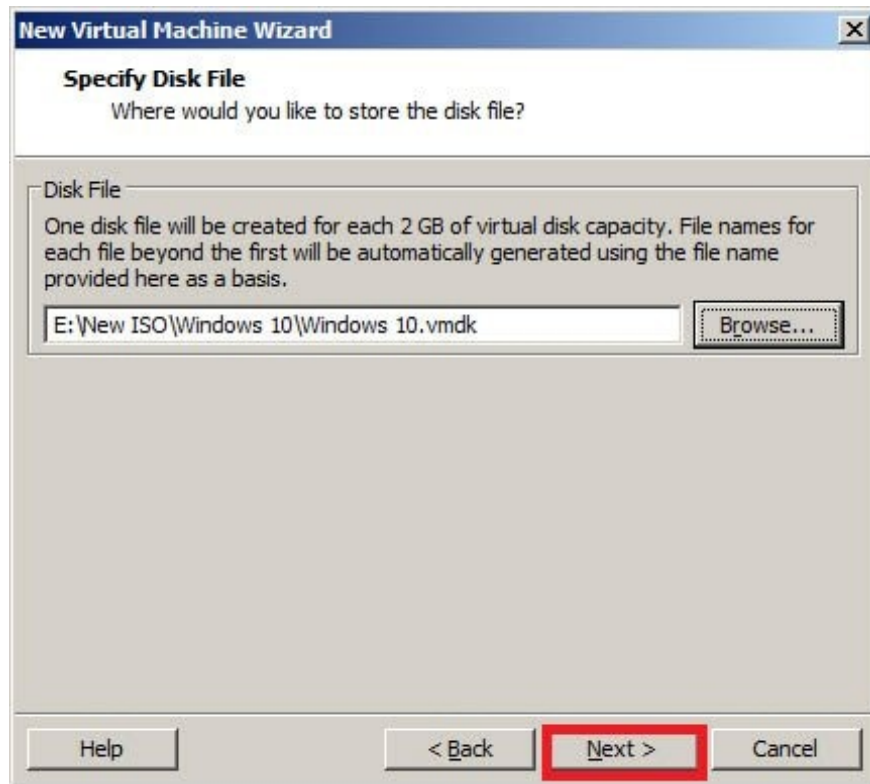 New Virtual Machine Wizard
Specify Disk File
Where would you like to store the disk file?
Disk File
One disk file will be created for each 2 GB of virtual disk capacity. File names for
each file beyond the first will be automatically generated using the file name
provided here as a basis.
E:\New ISO\Windows 10\Windows 10.vmdk
Browse...
Help
< Back
Next >
Cancel